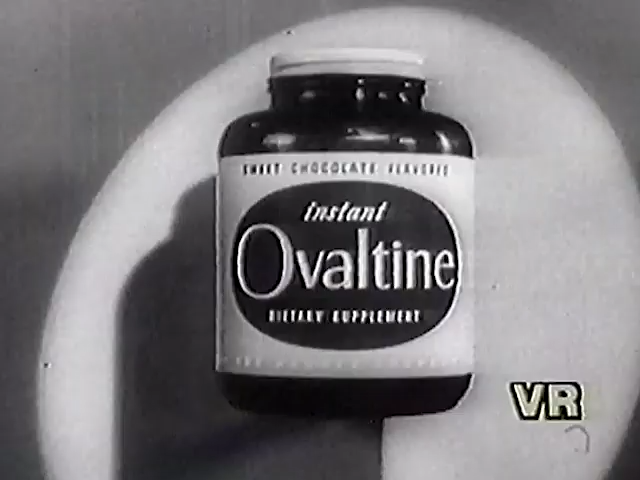 SWEET CHOCOLATE FLAVORED
instant
Ovaltine
DIETARY SUPPLEMENT
VR